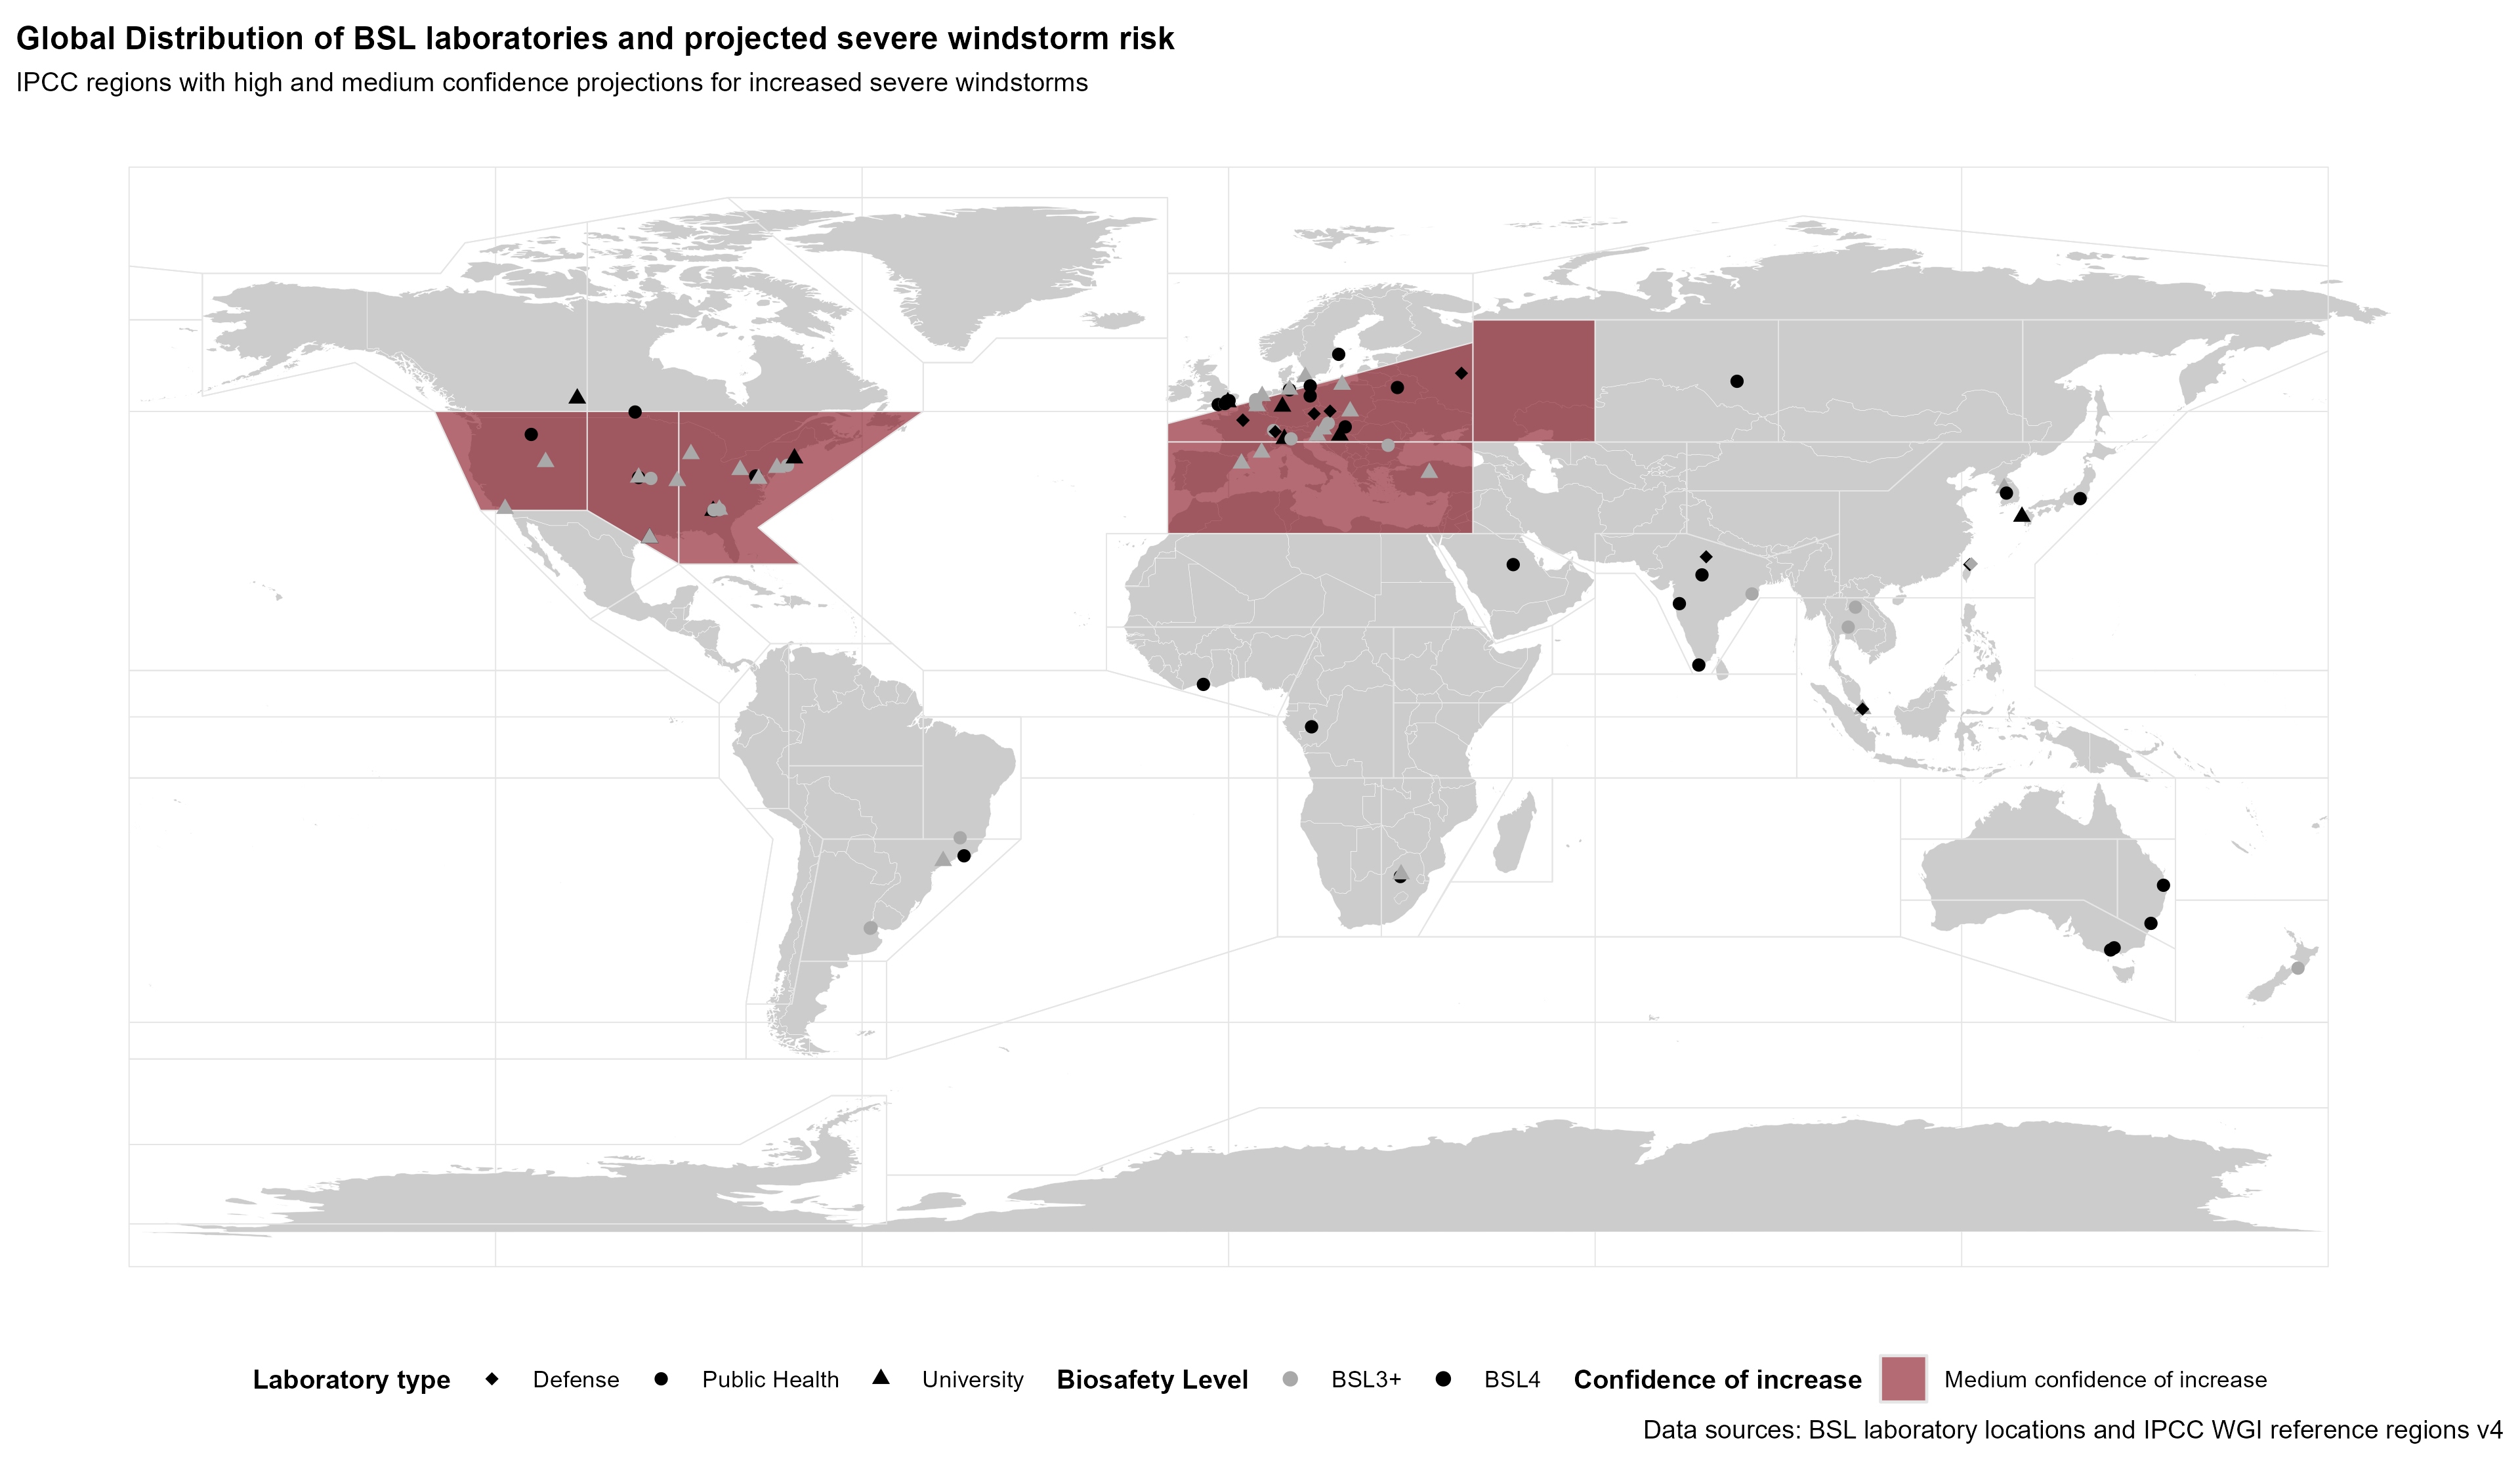 Global Distribution of BSL laboratories and projected severe windstorm risk
IPCC regions with high and medium confidence projections for increased severe windstorms
Laboratory type Defense Public Health University Biosafety Level BSL3+ BSL4 Confidence of increase Medium confidence of increase
Data sources: BSL laboratory locations and IPCC WGI reference regions v4